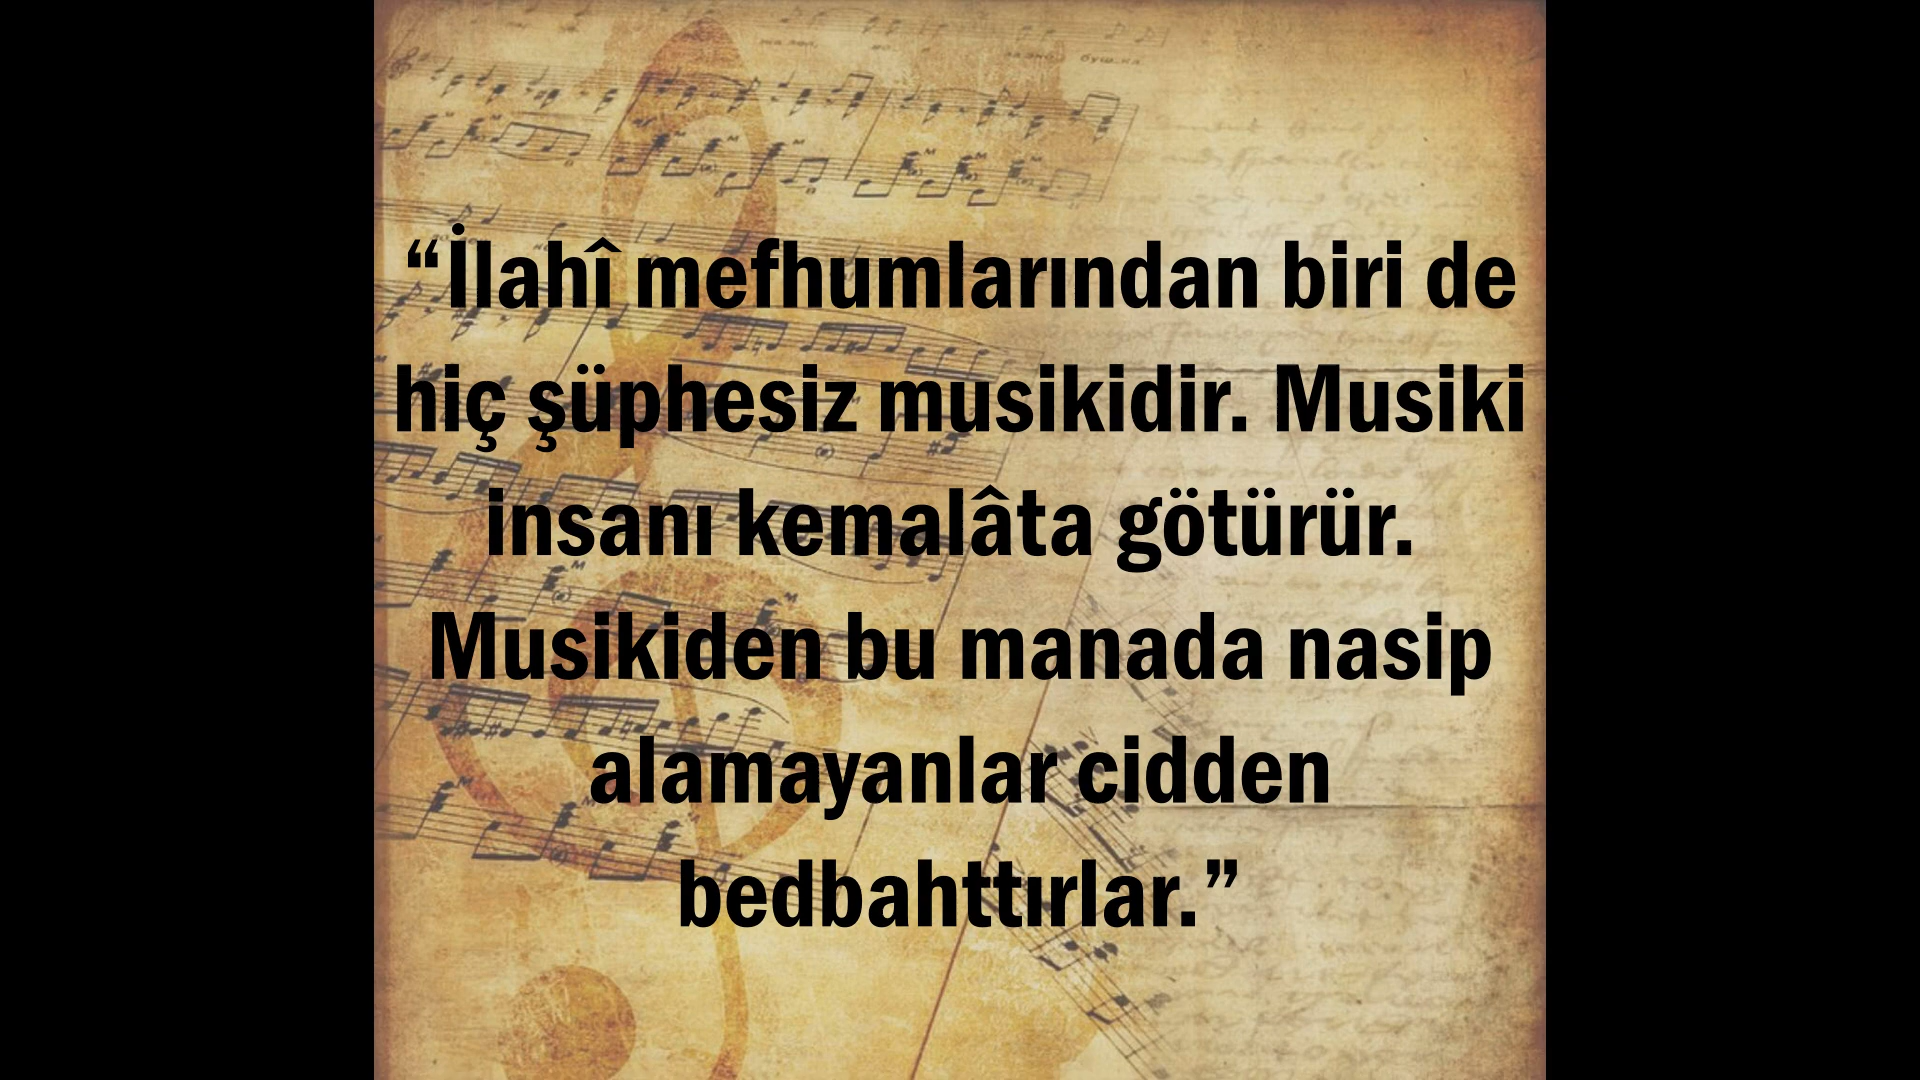 “İlahî mefhumlarından biri de
hiç şüphesiz musikidir. Musiki
insanı kemalâta götürür.
Musikiden bu manada nasip
alamayanlar cidden
bedbahttırlar.”